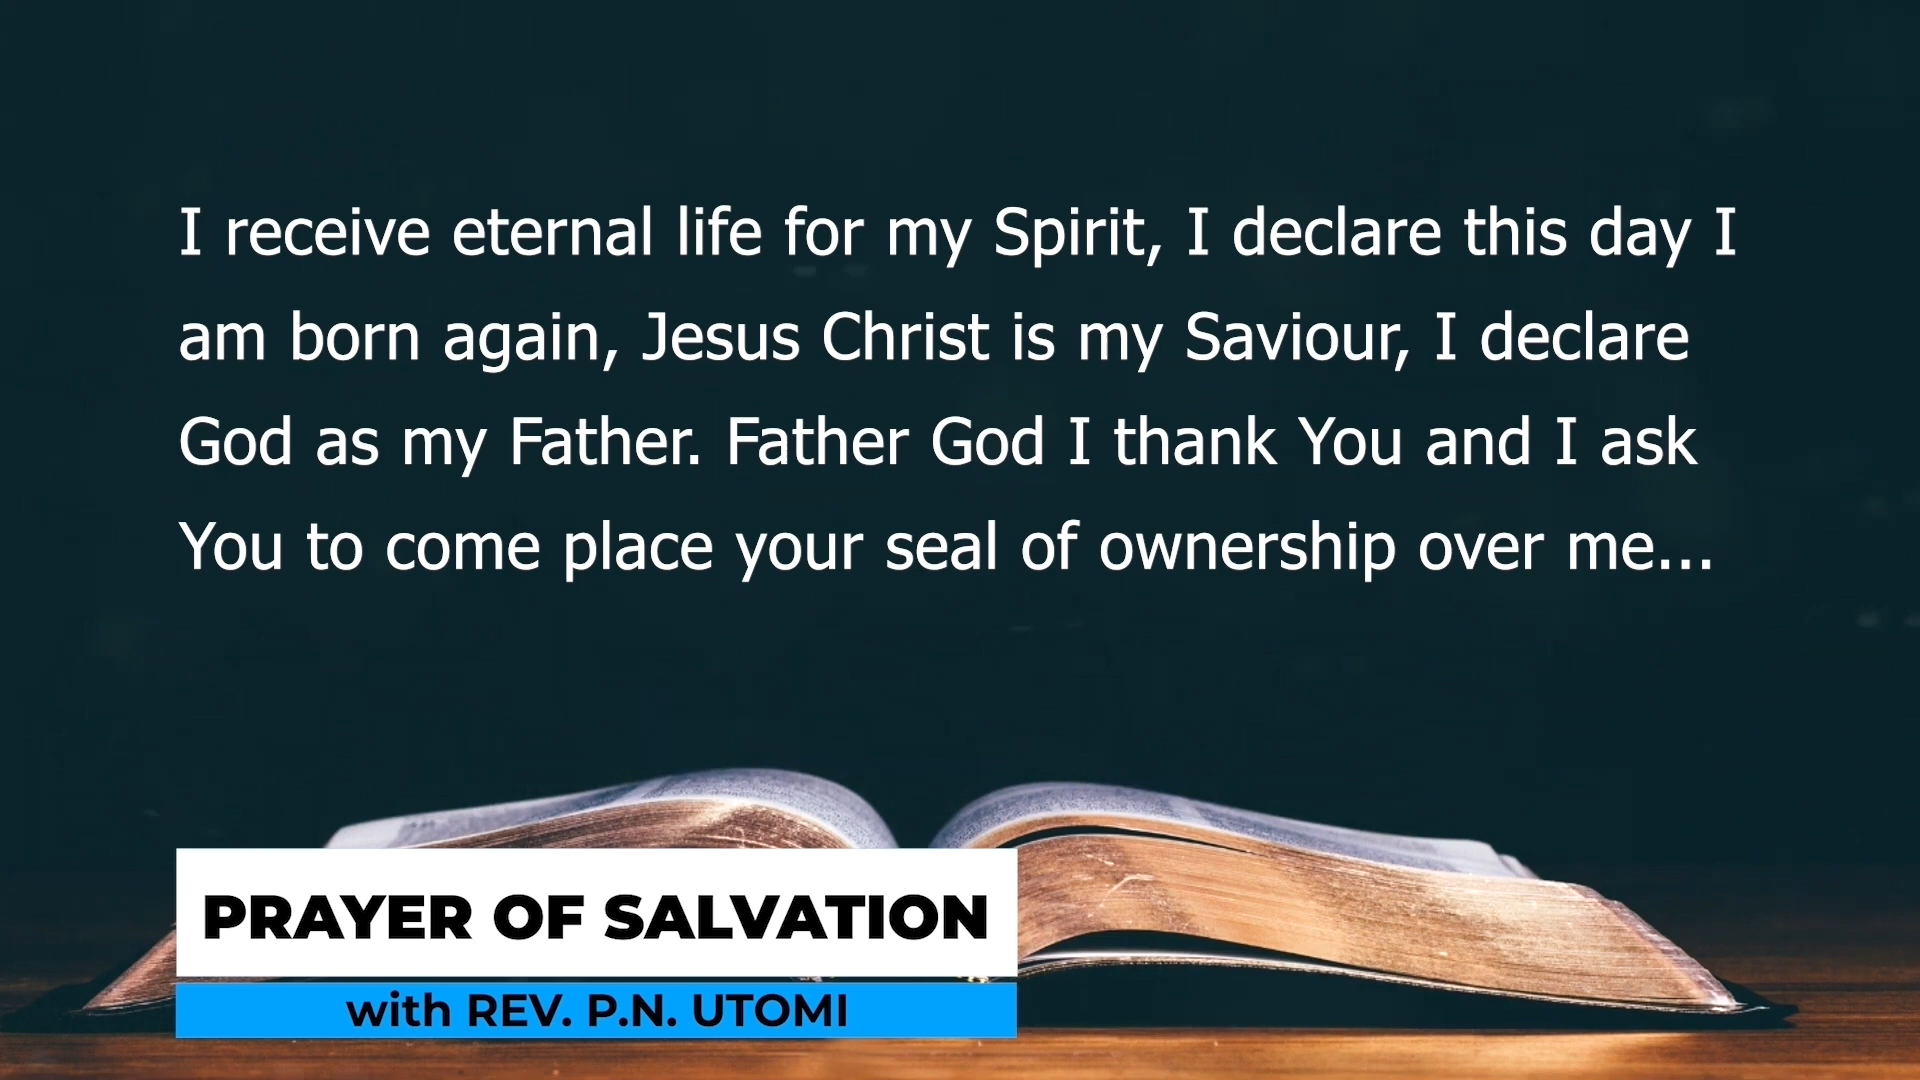 I receive eternal life for my Spirit, I declare this day I
am born again, Jesus Christ is my Saviour, I declare
God as my Father. Father God I thank You and I ask
You to come place your seal of ownership over me...
PRAYER OF SALVATION
with REV. P.N. UTOMI